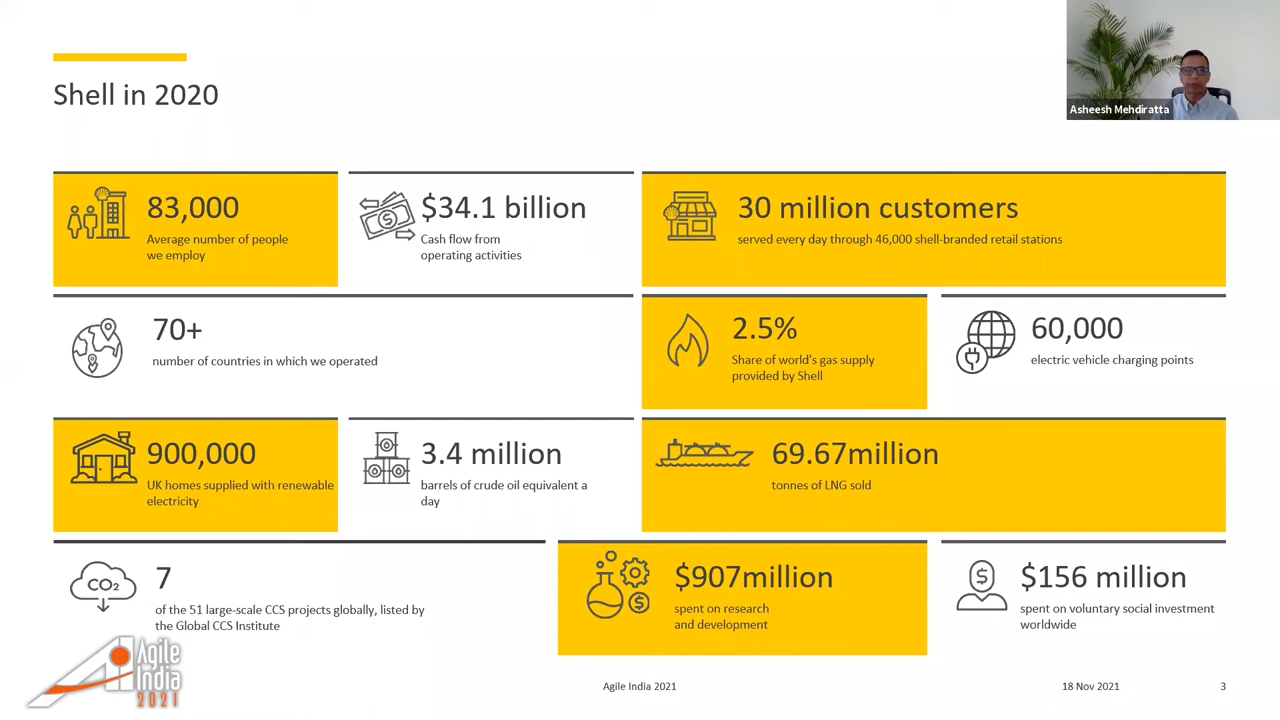 Shell in 2020
Asheesh Mehdiratta
83,000
Average number of people
we employ
$34.1 billion
Cash flow from
operating activities
30 million customers
served every day through 46,000 shell-branded retail stations
70+
number of countries in which we operated
2.5%
Share of world's gas supply
provided by Shell
60,000
electric vehicle charging points
900,000
UK homes supplied with renewable
electricity
3.4 million
barrels of crude oil equivalent a
day
69.67million
tonnes of LNG sold
CO2
7
of the 51 large-scale CCS projects globally, listed by
the Global CCS Institute
$907million
spent on research
and development
$156 million
spent on voluntary social investment
worldwide
Agile
India
2021
Agile India 2021
18 Nov 2021
3